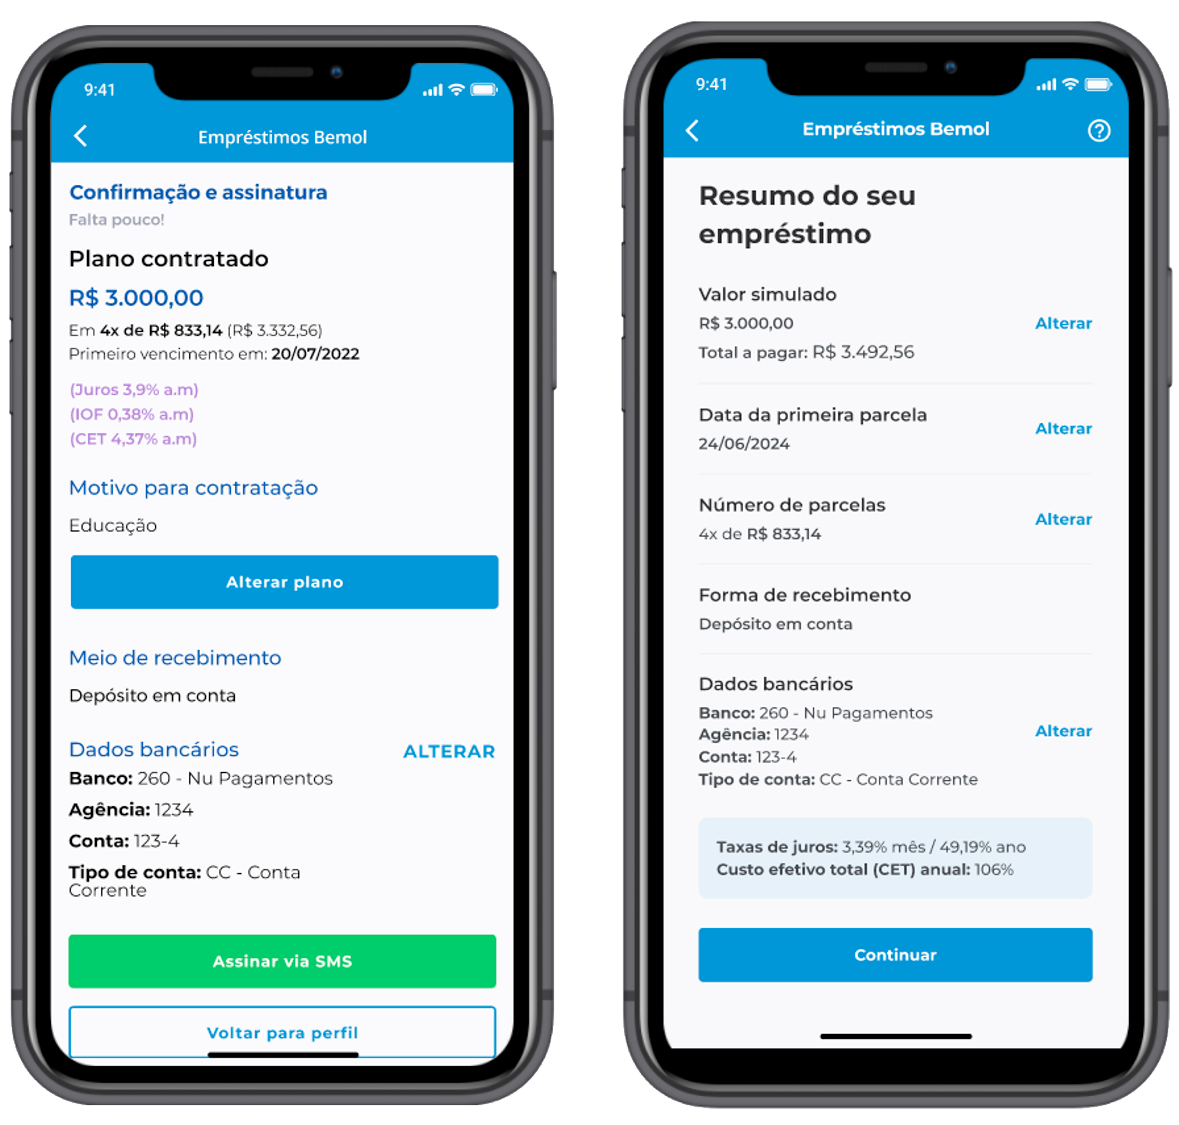 9:41
Empréstimos Bemol
Confirmação e assinatura
Falta pouco!
Plano contratado
R$ 3.000,00
Em 4x de R$ 833,14 (R$ 3.332,56)
Primeiro vencimento em: 20/07/2022
(Juros 3,9% a.m)
(IOF 0,38% a.m)
(CET 4,37% a.m)
Motivo para contratação
Educação
Alterar plano
Meio de recebimento
Depósito em conta
Dados bancários ALTERAR
Banco: 260 - Nu Pagamentos
Agência: 1234
Conta: 123-4
Tipo de conta: CC - Conta
Corrente
Assinar via SMS
Voltar para perfil
9:41
Empréstimos Bemol ?
Resumo do seu
empréstimo
Valor simulado
R$ 3.000,00 Alterar
Total a pagar: R$ 3.492,56
Data da primeira parcela
Alterar
24/06/2024
Número de parcelas
Alterar
4x de R$ 833,14
Forma de recebimento
Depósito em conta
Dados bancários
Banco: 260 - Nu Pagamentos
Agência: 1234 Alterar
Conta: 123-4
Tipo de conta: CC - Conta Corrente
Taxas de juros: 3,39% mês / 49,19% ano
Custo efetivo total (CET) anual: 106%
Continuar